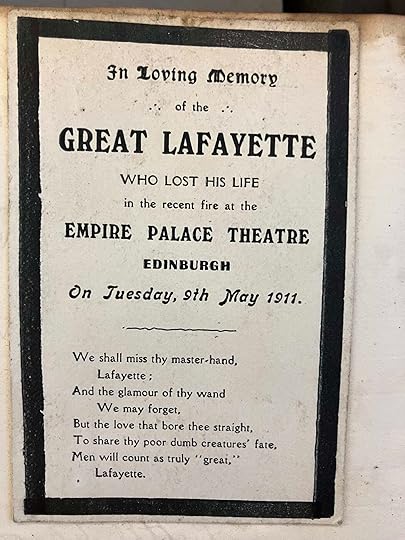 In Loving Memory
.·. of the .·.
GREAT LAFAYETTE
WHO LOST HIS LIFE
in the recent fire at the
EMPIRE PALACE THEATRE
EDINBURGH
On Tuesday, 9th May 1911.
We shall miss thy master-hand,
Lafayette;
And the glamour of thy wand
We may forget,
But the love that bore thee straight,
To share thy poor dumb creatures' fate,
Men will count as truly "great,"
Lafayette.